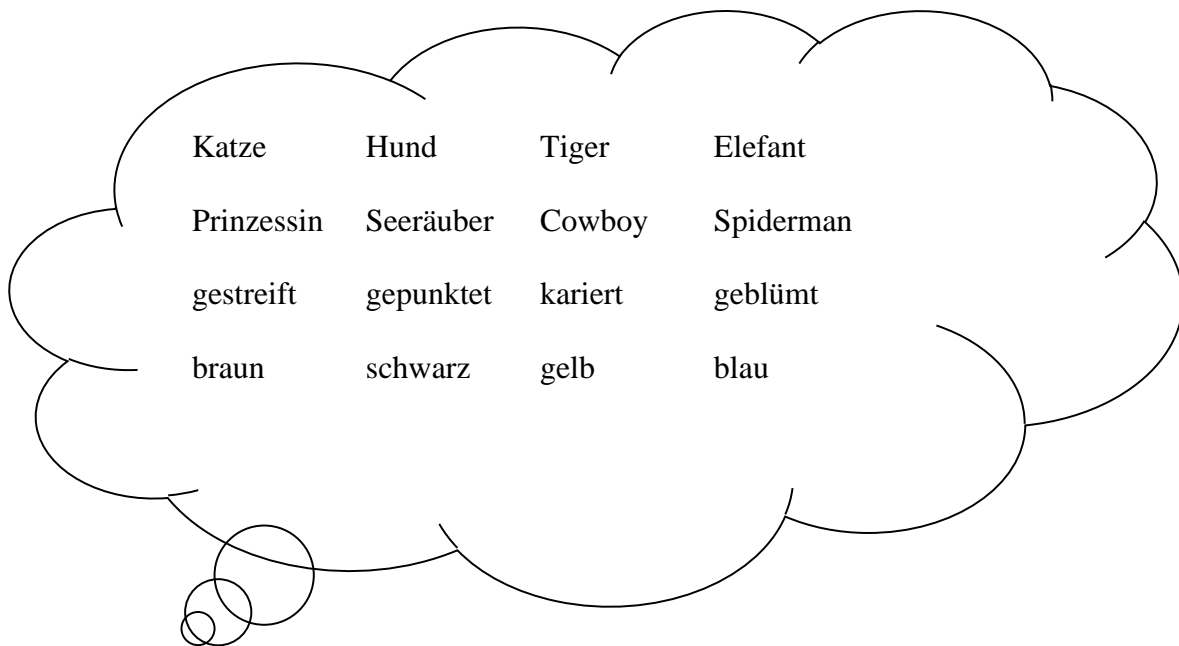 Katze Hund Tiger Elefant
Prinzessin Seeräuber Cowboy Spiderman
gestreift gepunktet kariert geblümt
braun schwarz gelb blau